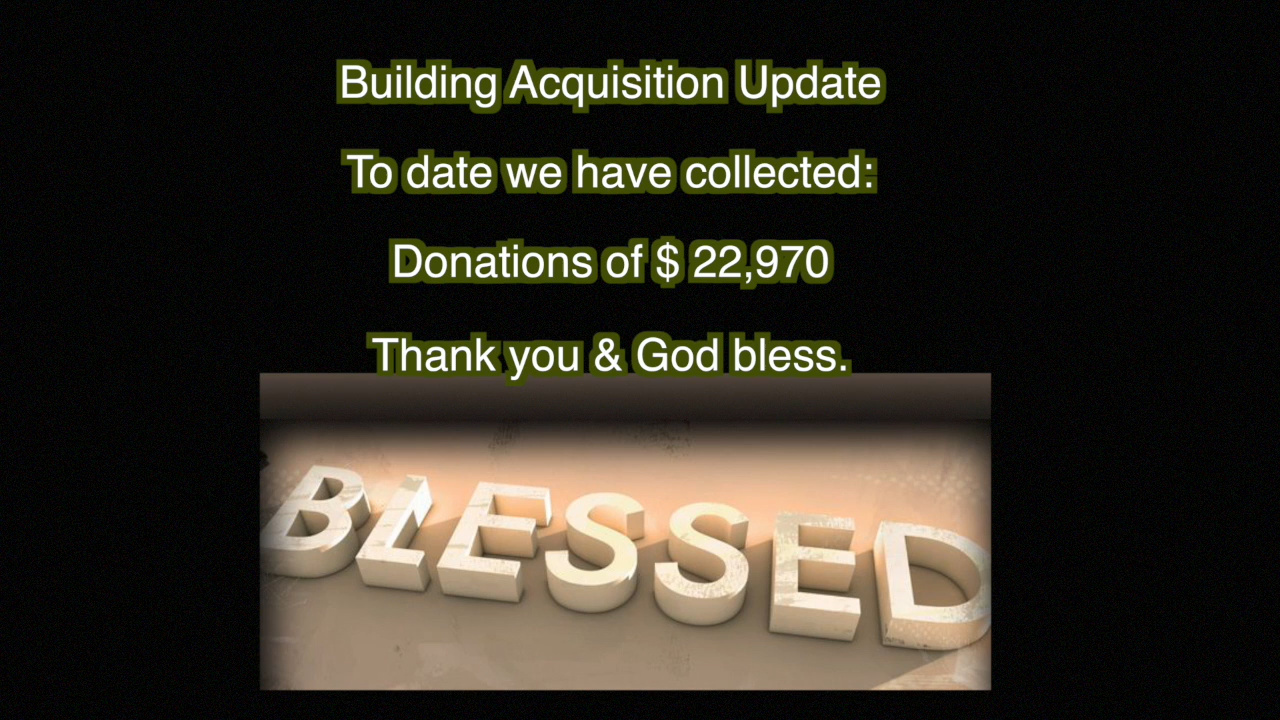 Building Acquisition Update
To date we have collected:
Donations of $ 22,970
Thank you & God bless.
BLESSED